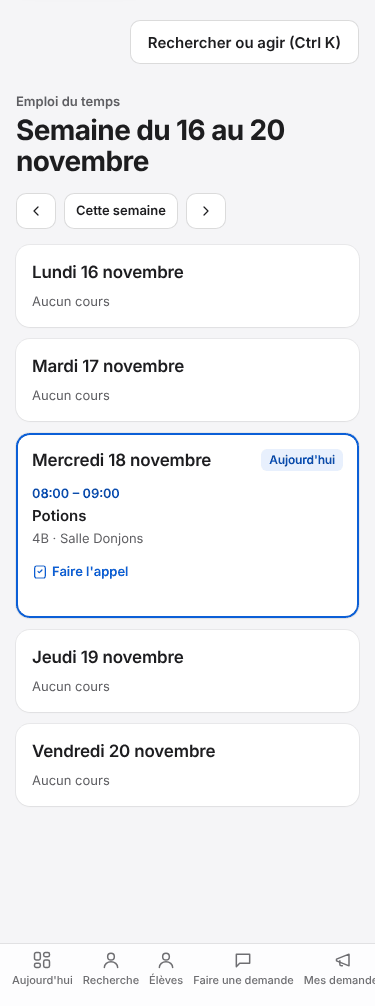 Rechercher ou agir (Ctrl K)
Emploi du temps
Semaine du 16 au 20
novembre
Cette semaine
Lundi 16 novembre
Aucun cours
Mardi 17 novembre
Aucun cours
Mercredi 18 novembre
Aujourd'hui
08:00 – 09:00
Potions
4B · Salle Donjons
Faire l'appel
Jeudi 19 novembre
Aucun cours
Vendredi 20 novembre
Aucun cours
Aujourd'hui
Recherche
Élèves
Faire une demande
Mes demande